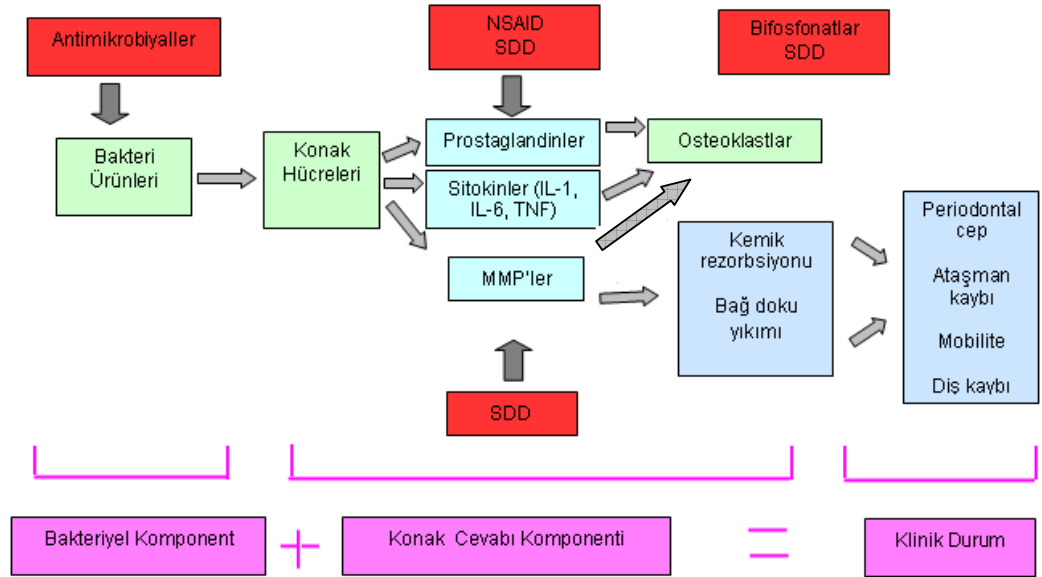 Antimikrobiyaller
NSAID
SDD
Bifosfonatlar
SDD
Bakteri
Ürünleri
Konak
Hücreleri
Prostaglandinler
Sitokinler (IL-1,
IL-6, TNF)
MMP'ler
Osteoklastlar
Kemik
rezorbsiyonu
Bağ doku
yıkımı
Periodontal
cep
Ataşman
kaybı
Mobilite
Diş kaybı
SDD
Bakteriyel Komponent
+
Konak Cevabı Komponenti
=
Klinik Durum